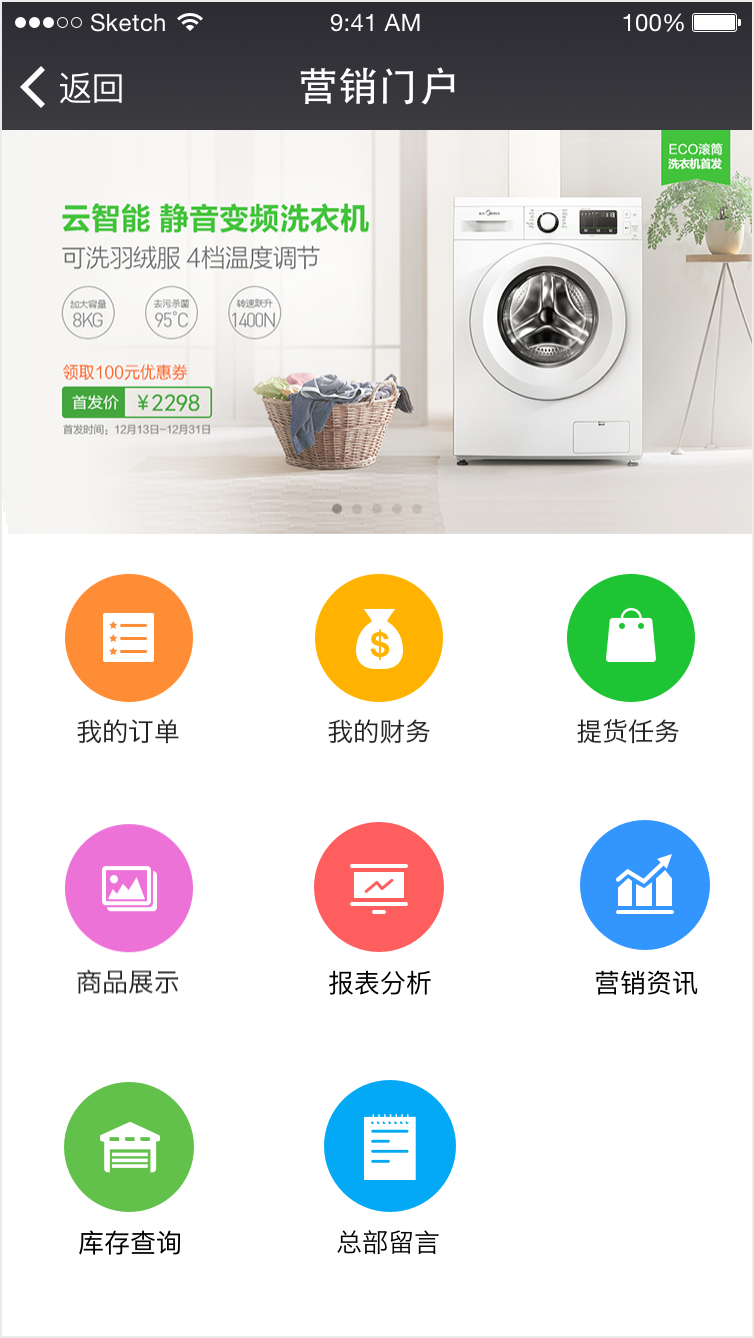 Sketch 9:41 AM 100%
返回 营销门户
ECO滚筒
洗衣机首发
云智能 静音变频洗衣机
可洗羽绒服 4档温度调节
加大容量 去污杀菌 转速跃升
8KG 95°C 1400N
领取100元优惠券
首发价 ¥2298
首发时间：12月13日-12月31日
Midea
我的订单 我的财务 提货任务
商品展示 报表分析 营销资讯
库存查询 总部留言